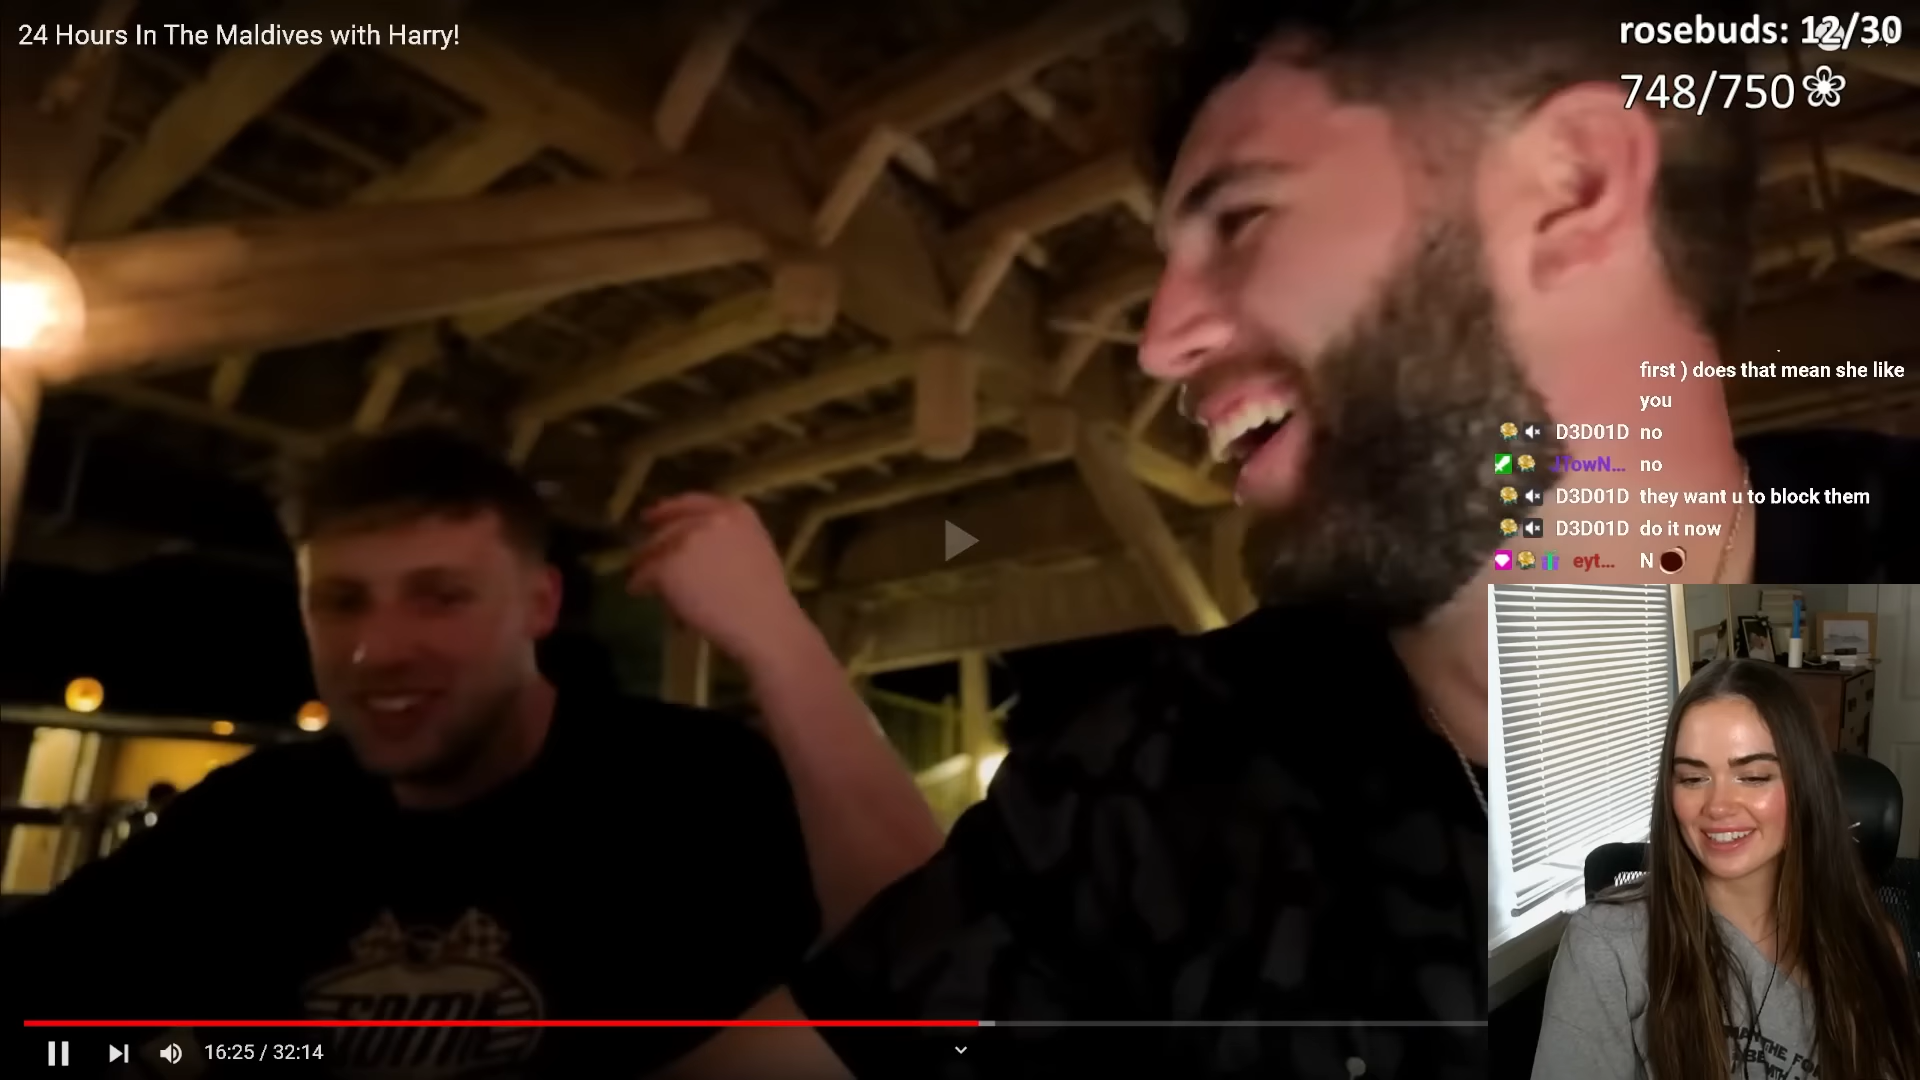 24 Hours In The Maldives with Harry!
rosebuds: 12/30
748/750
first ) does that mean she like
you
D3D01D no
JTowN... no
D3D01D they want u to block them
D3D01D do it now
eyt... N
16:25 / 32:14